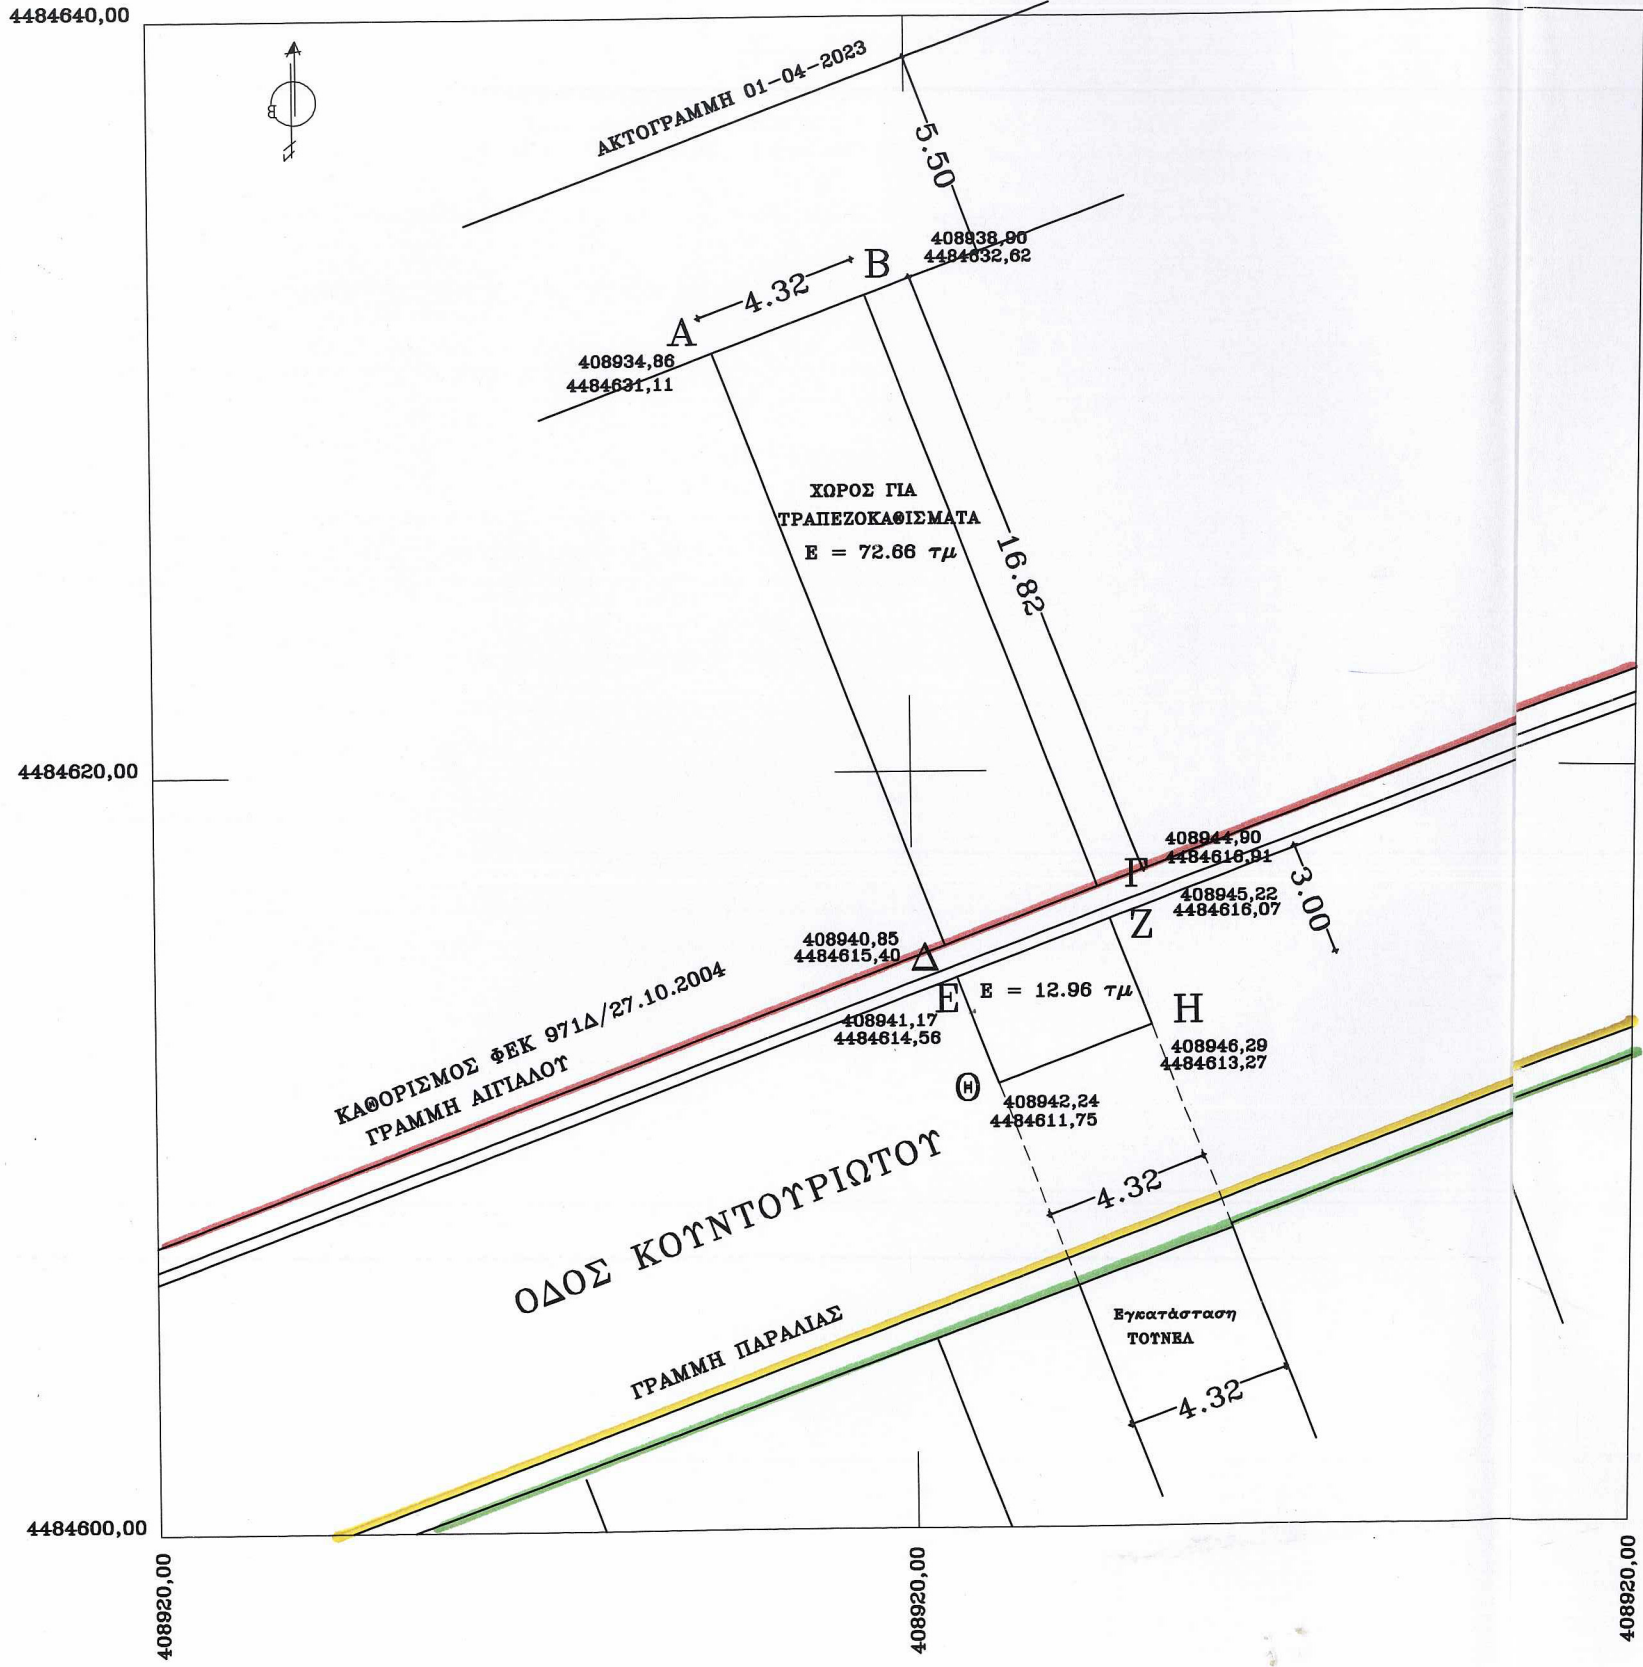 4484640,00
Β
ΑΚΤΟΓΡΑΜΜΗ 01-04-2023
5.50
408938,90
4484632,62
B
4.32
A
408934,86
4484631,11
ΧΩΡΟΣ ΓΙΑ
ΤΡΑΠΕΖΟΚΑΘΙΣΜΑΤΑ
E = 72.66 τμ
16.82
4484620,00
408944,90
4484616,91
Γ
408945,22
4484616,07
Z
3.00
408940,85
4484615,40
Δ
E
E = 12.96 τμ
408941,17
4484614,56
H
408946,29
4484613,27
Θ
408942,24
4484611,75
ΚΑΘΟΡΙΣΜΟΣ ΦΕΚ 971Δ/27.10.2004
ΓΡΑΜΜΗ ΑΙΓΙΑΛΟΥ
4.32
ΟΔΟΣ ΚΟΥΝΤΟΥΡΙΩΤΟΥ
ΓΡΑΜΜΗ ΠΑΡΑΛΙΑΣ
Εγκατάσταση
ΤΟΥΝΕΛ
4.32
4484600,00
408920,00
408920,00
408920,00